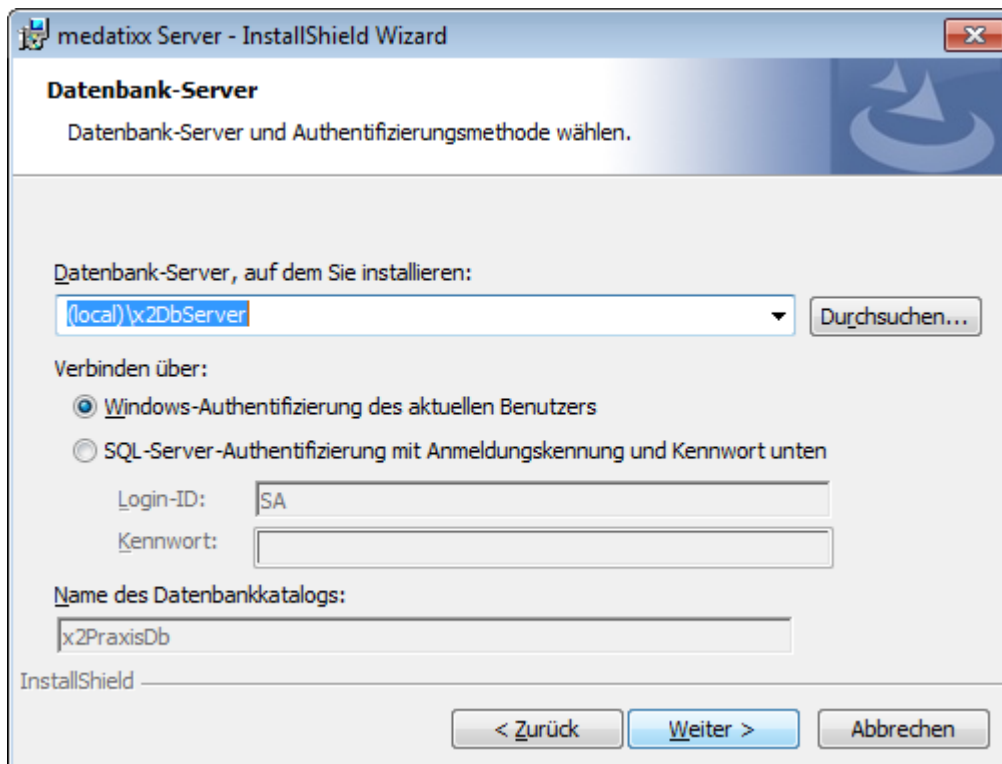 medatixx Server - InstallShield Wizard
Datenbank-Server
Datenbank-Server und Authentifizierungsmethode wählen.
Datenbank-Server, auf dem Sie installieren:
(local)\x2DbServer
Durchsuchen...
Verbinden über:
Windows-Authentifizierung des aktuellen Benutzers
SQL-Server-Authentifizierung mit Anmeldungskennung und Kennwort unten
Login-ID:
SA
Kennwort:
Name des Datenbankkatalogs:
x2PraxisDb
InstallShield
< Zurück
Weiter >
Abbrechen